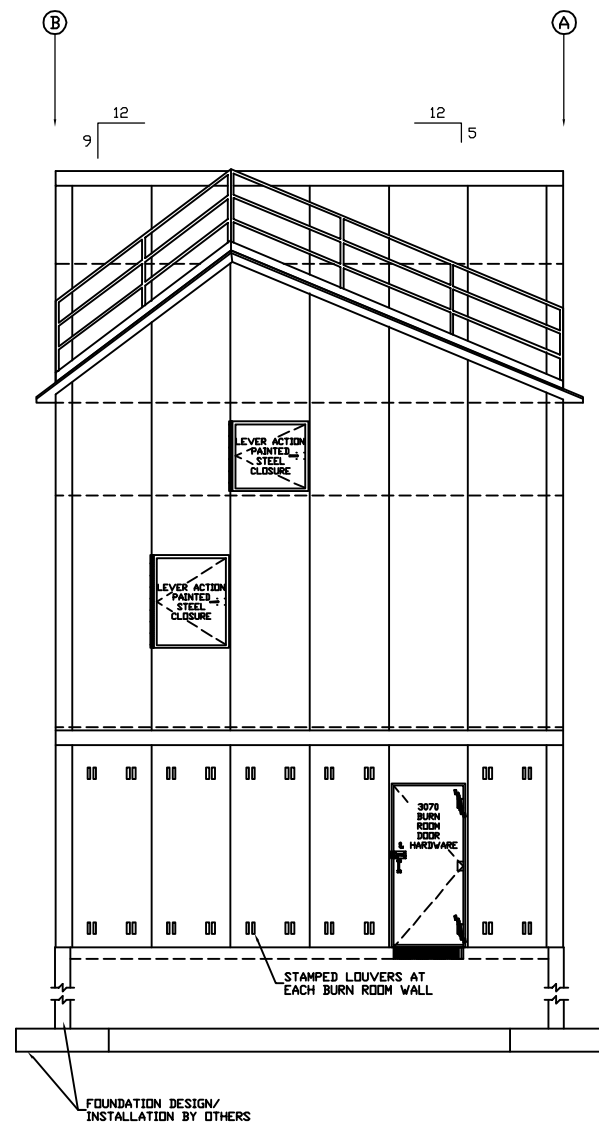 B
A
12
9
12
5
LEVER ACTION
PAINTED
STEEL
CLOSURE
LEVER ACTION
PAINTED
STEEL
CLOSURE
3070
BURN
ROOM
DOOR
& HARDWARE
STAMPED LOUVERS AT
EACH BURN ROOM WALL
FOUNDATION DESIGN/
INSTALLATION BY OTHERS